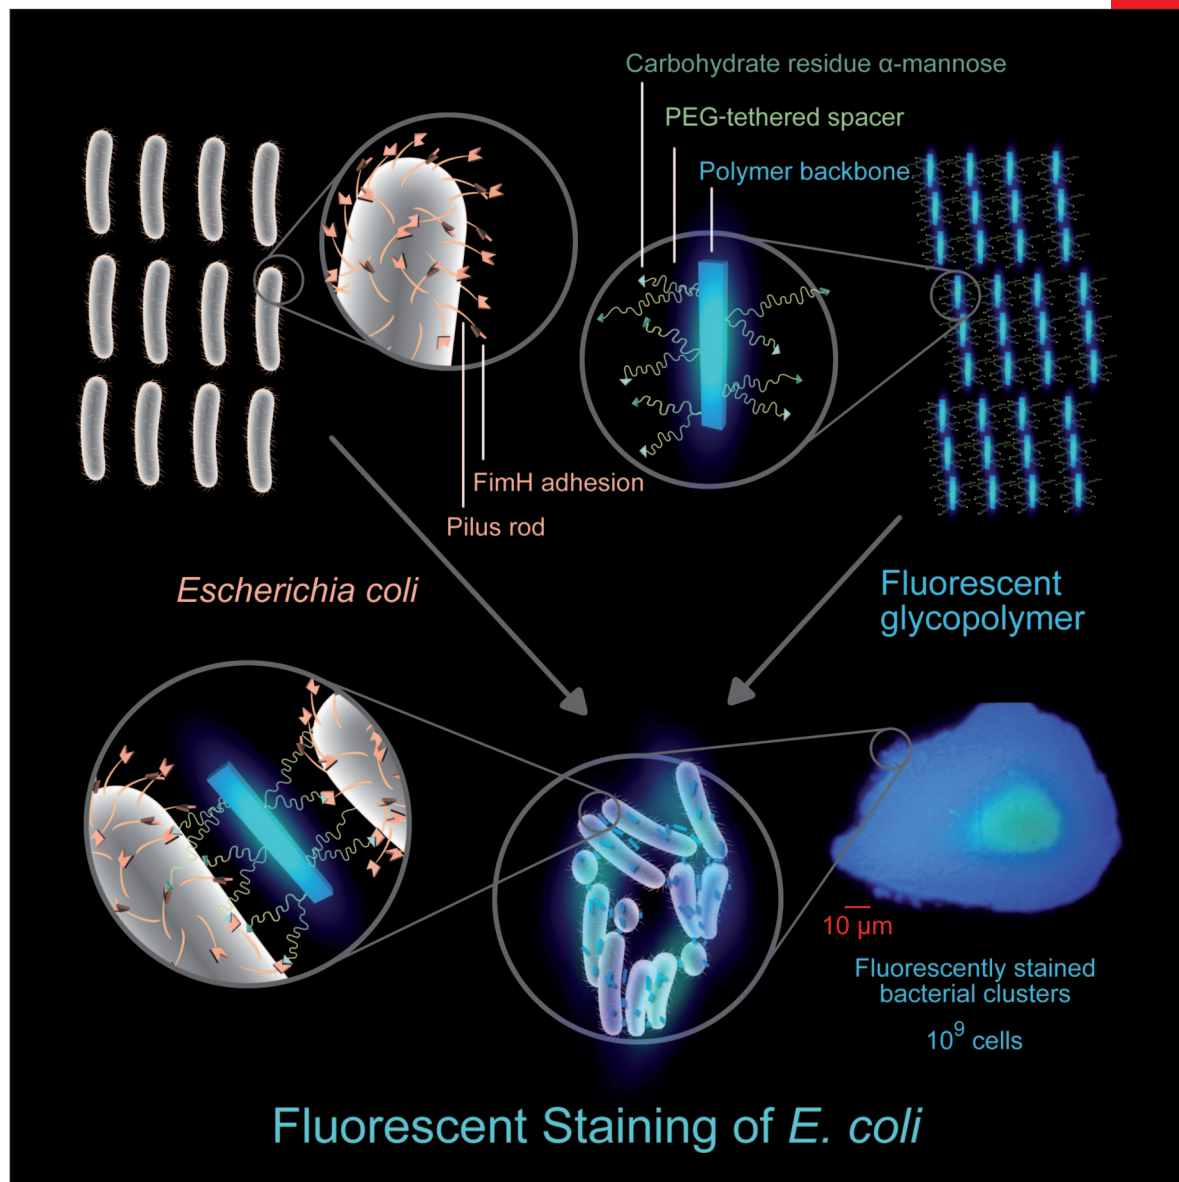 Carbohydrate residue α-mannose
PEG-tethered spacer
Polymer backbone
FimH adhesion
Pilus rod
Escherichia coli
Fluorescent
glycopolymer
10 µm
Fluorescently stained
bacterial clusters
10⁹ cells
Fluorescent Staining of E. coli